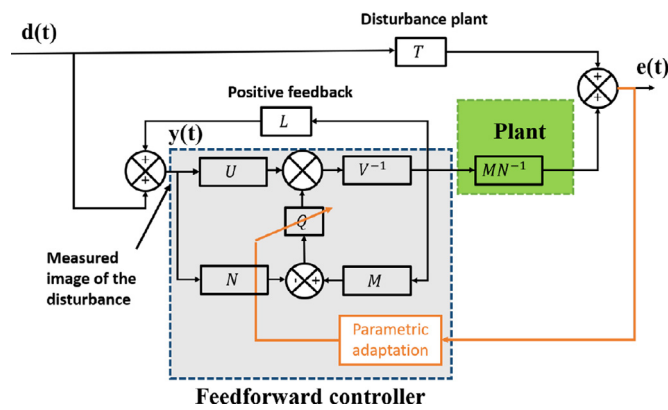 Disturbance plant
d(t)
T
+
+
e(t)
Positive feedback
L
y(t)
Plant
+
+
U
V⁻¹
MN⁻¹
Q
Measured
image of the
disturbance
N
- +
M
Parametric
adaptation
Feedforward controller